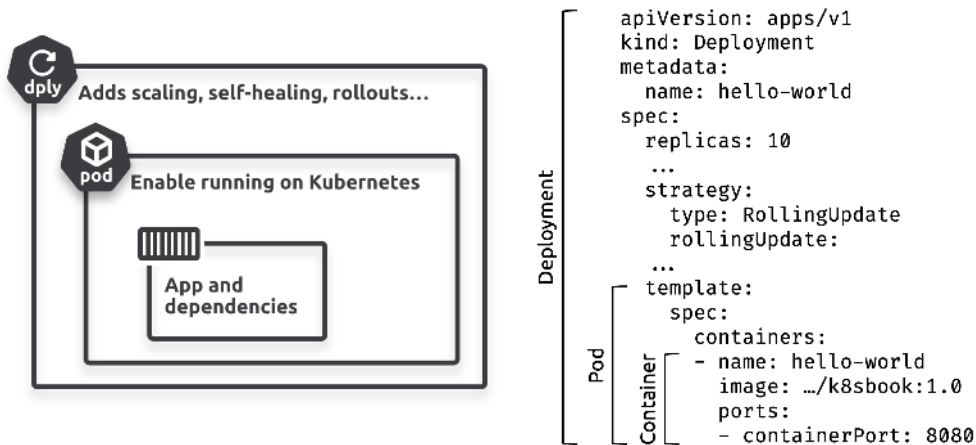 dply
Adds scaling, self-healing, rollouts...
pod
Enable running on Kubernetes
App and
dependencies
Deployment
Pod
Container
apiVersion: apps/v1
kind: Deployment
metadata:
  name: hello-world
spec:
  replicas: 10
  ...
  strategy:
    type: RollingUpdate
    rollingUpdate:
  ...
  template:
    spec:
      containers:
      - name: hello-world
        image: …/k8sbook:1.0
        ports:
        - containerPort: 8080